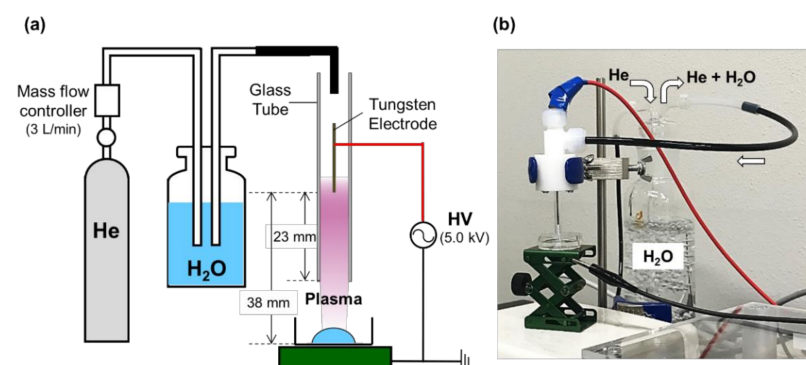 (a)
Mass flow
controller
(3 L/min)
He
H₂O
Glass
Tube
Tungsten
Electrode
23 mm
38 mm
Plasma
HV
(5.0 kV)
(b)
He
He + H₂O
H₂O